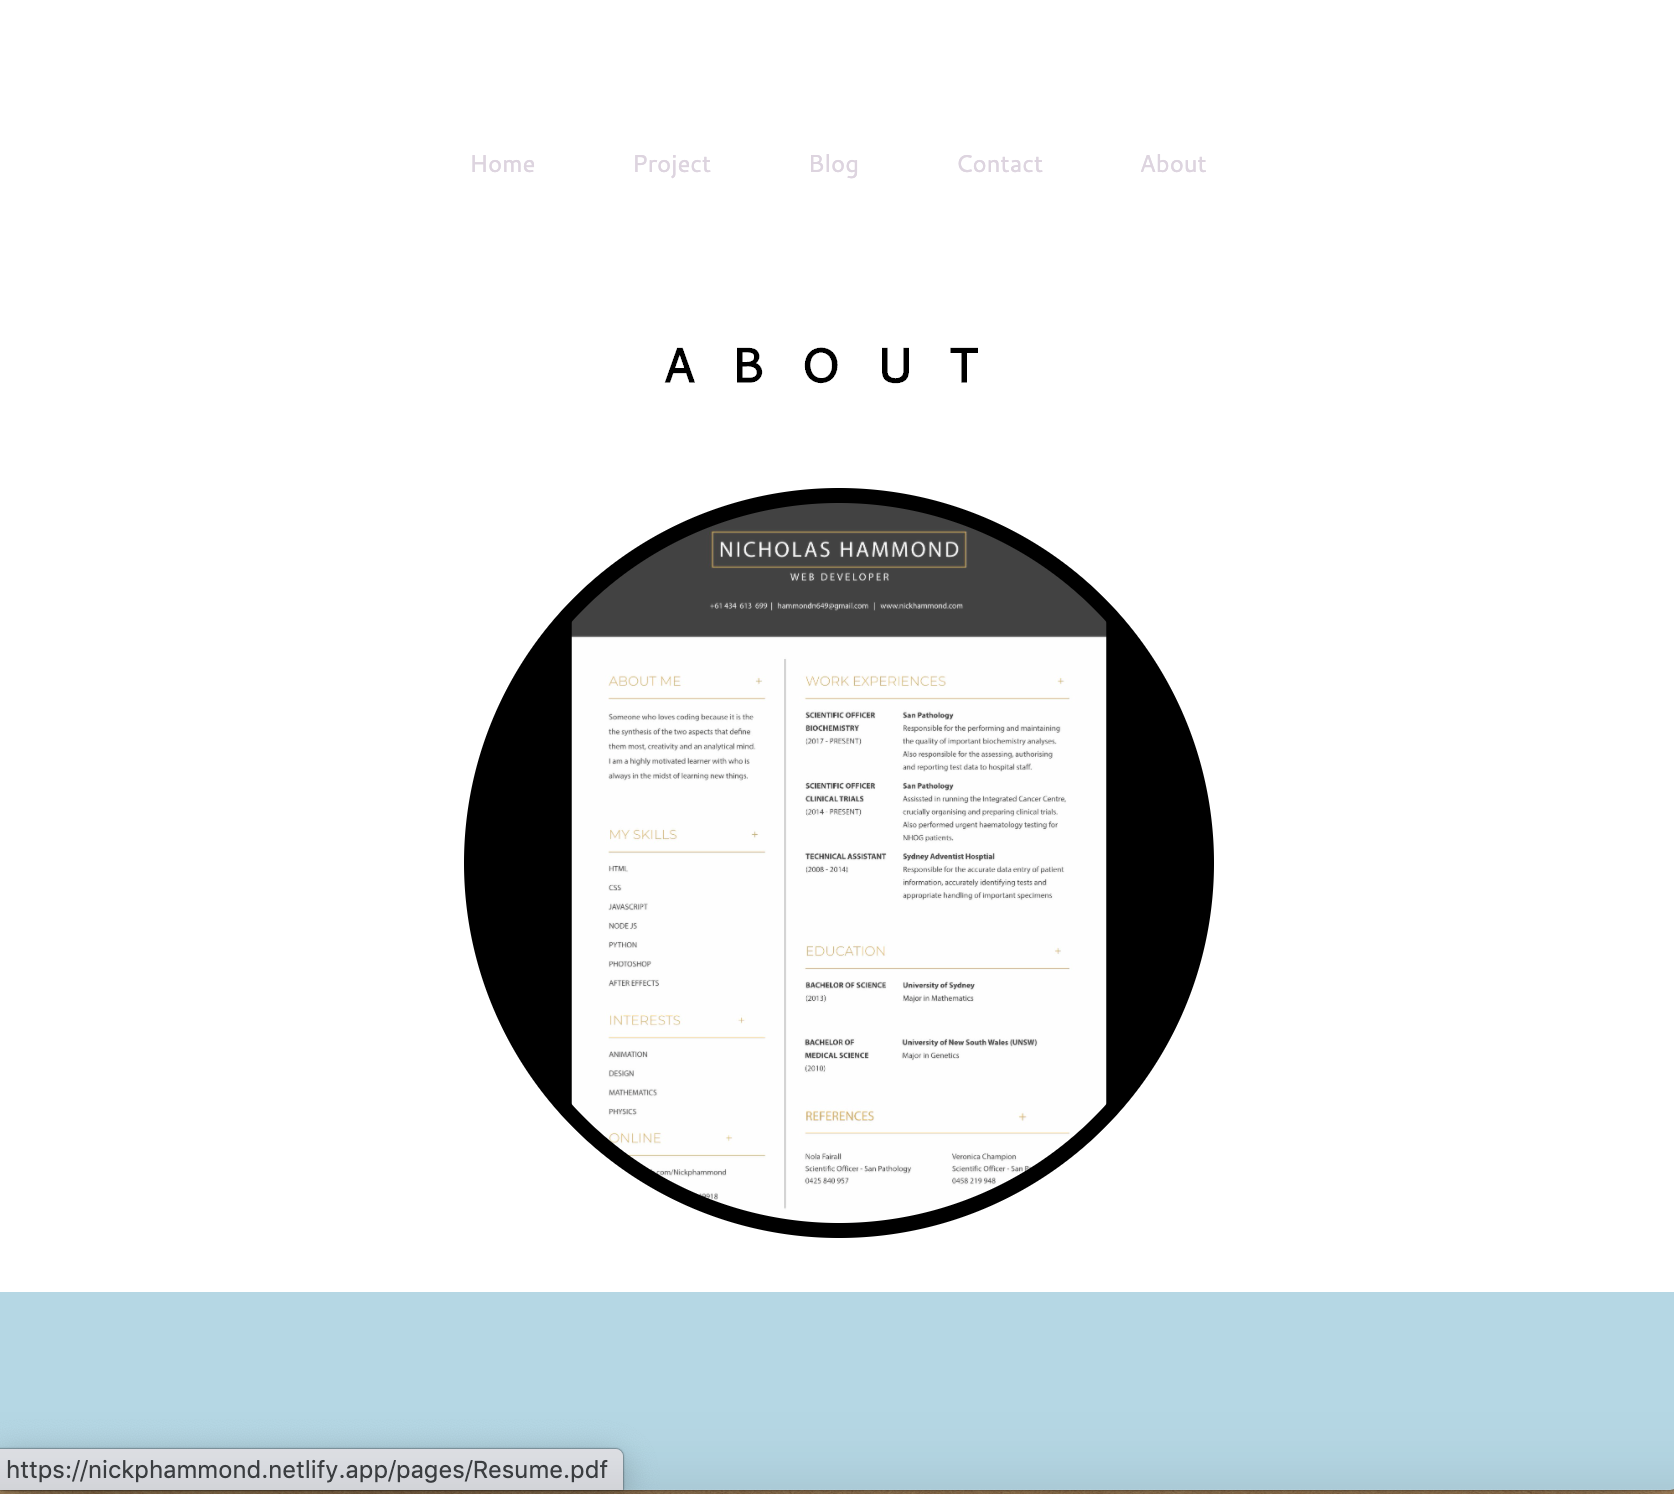 Home Project Blog Contact About
ABOUT
NICHOLAS HAMMOND
WEB DEVELOPER
+61 434 613 699 | hammondn649@gmail.com | www.nickhammond.com
ABOUT ME +
Someone who loves coding because it is the
the synthesis of the two aspects that define
them most, creativity and an analytical mind.
I am a highly motivated learner with who is
always in the midst of learning new things.
MY SKILLS +
HTML
CSS
JAVASCRIPT
NODE JS
PYTHON
PHOTOSHOP
AFTER EFFECTS
INTERESTS +
ANIMATION
DESIGN
MATHEMATICS
PHYSICS
ONLINE +
.com/Nickphammond
WORK EXPERIENCES +
SCIENTIFIC OFFICER
BIOCHEMISTRY
(2017 - PRESENT)
San Pathology
Responsible for the performing and maintaining
the quality of important biochemistry analyses.
Also responsible for the assessing, authorising
and reporting test data to hospital staff.
SCIENTIFIC OFFICER
CLINICAL TRIALS
(2014 - PRESENT)
San Pathology
Assissted in running the Integrated Cancer Centre,
crucially organising and preparing clinical trials.
Also performed urgent haematology testing for
NHOG patients.
TECHNICAL ASSISTANT
(2008 - 2014)
Sydney Adventist Hosptial
Responsible for the accurate data entry of patient
information, accurately identifying tests and
appropriate handling of important specimens
EDUCATION +
BACHELOR OF SCIENCE
(2013)
University of Sydney
Major in Mathematics
BACHELOR OF
MEDICAL SCIENCE
(2010)
University of New South Wales (UNSW)
Major in Genetics
REFERENCES +
Nola Fairall
Scientific Officer - San Pathology
0425 840 957
Veronica Champion
Scientific Officer - San
0458 219 948
https://nickphammond.netlify.app/pages/Resume.pdf